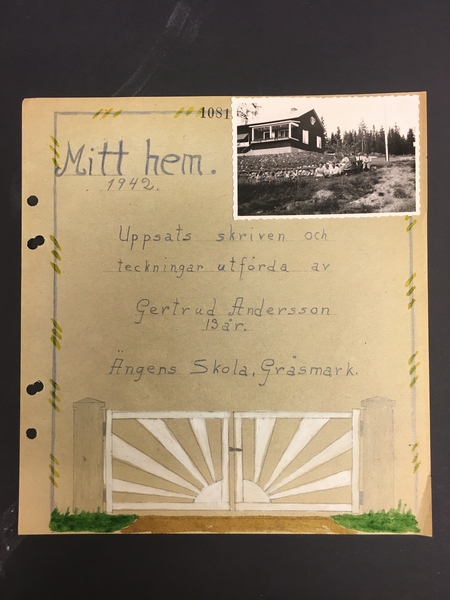 1081
Mitt hem.
1942.
Uppsats skriven och
teckningar utförda av
Gertrud Andersson
13 år.
Ängens Skola, Gräsmark.